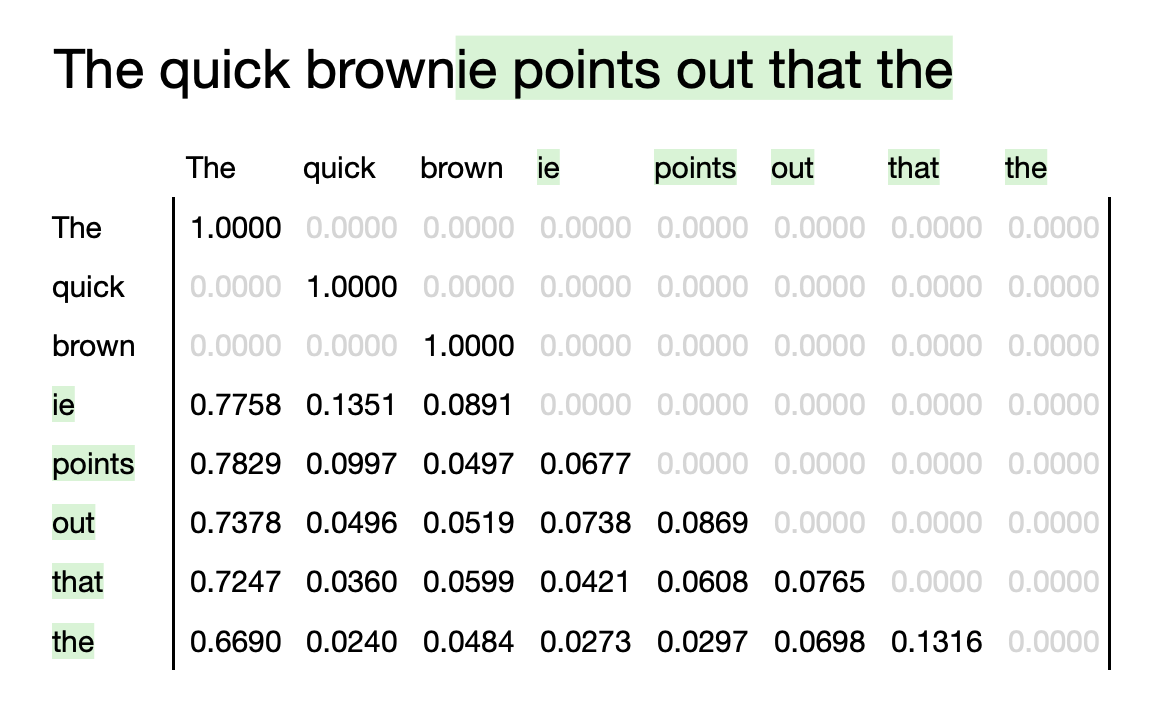 The quick brownie points out that the
The quick brown ie points out that the
The 1.0000 0.0000 0.0000 0.0000 0.0000 0.0000 0.0000 0.0000
quick 0.0000 1.0000 0.0000 0.0000 0.0000 0.0000 0.0000 0.0000
brown 0.0000 0.0000 1.0000 0.0000 0.0000 0.0000 0.0000 0.0000
ie 0.7758 0.1351 0.0891 0.0000 0.0000 0.0000 0.0000 0.0000
points 0.7829 0.0997 0.0497 0.0677 0.0000 0.0000 0.0000 0.0000
out 0.7378 0.0496 0.0519 0.0738 0.0869 0.0000 0.0000 0.0000
that 0.7247 0.0360 0.0599 0.0421 0.0608 0.0765 0.0000 0.0000
the 0.6690 0.0240 0.0484 0.0273 0.0297 0.0698 0.1316 0.0000